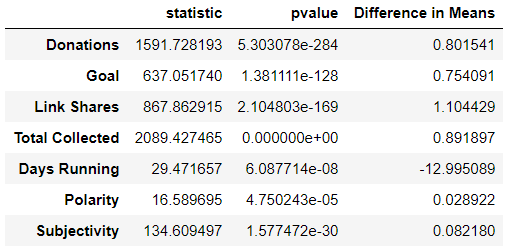 statistic pvalue Difference in Means
Donations 1591.728193 5.303078e-284 0.801541
Goal 637.051740 1.381111e-128 0.754091
Link Shares 867.862915 2.104803e-169 1.104429
Total Collected 2089.427465 0.000000e+00 0.891897
Days Running 29.471657 6.087714e-08 -12.995089
Polarity 16.589695 4.750243e-05 0.028922
Subjectivity 134.609497 1.577472e-30 0.082180